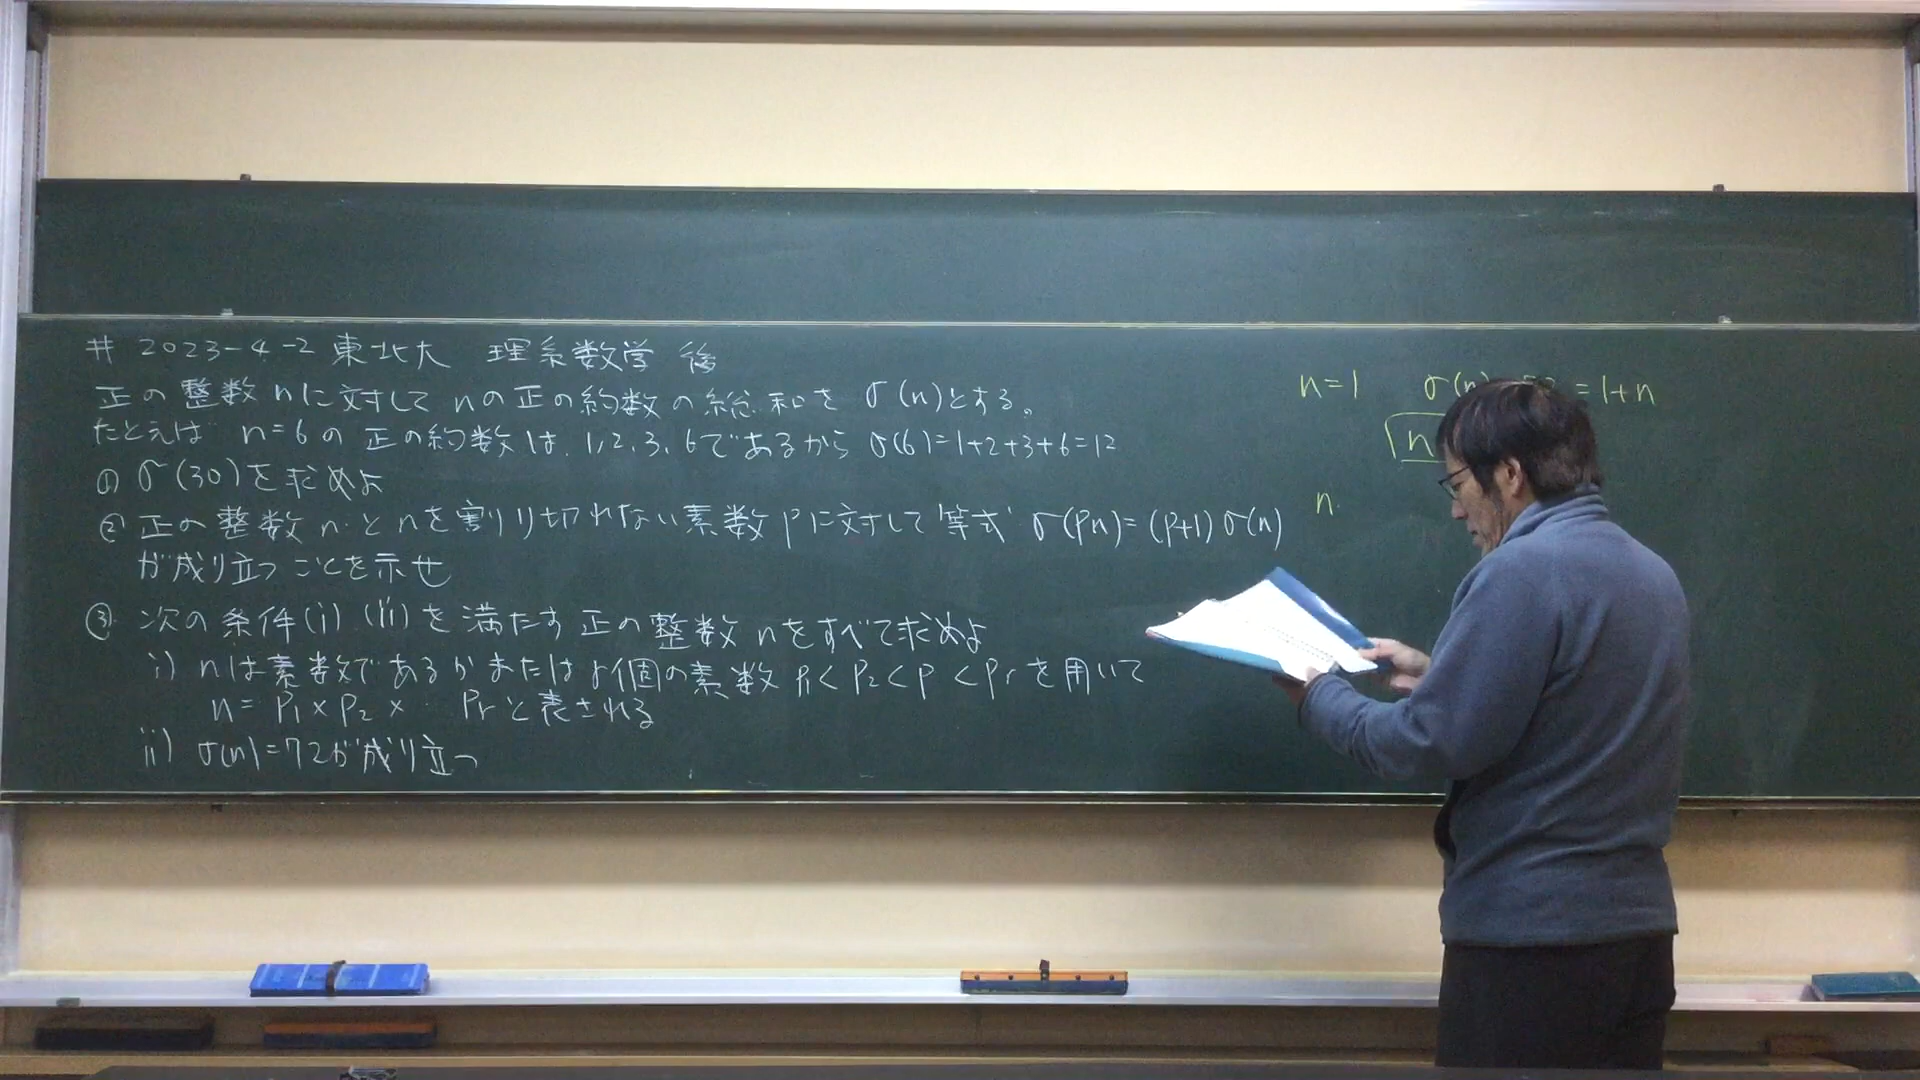 # 2023-4-2 東北大 理系数学 後
正の整数nに対して nの正の約数の総和を σ(n)とする。
たとえば n=6の正の約数は、1,2,3,6であるから σ(6)=1+2+3+6=12
① σ(30)を求めよ
② 正の整数nとnを割り切れない素数Pに対して等式 σ(Pn)=(P+1)σ(n)
が成り立つことを示せ
③ 次の条件(i)(ii)を満たす正の整数nをすべて求めよ
i) nは素数であるかまたはr個の素数 P1<P2<P <Prを用いて
n=P1×P2×‥Prと表される
ii) σ(n)=72が成り立つ
n=1 σ(n) =1+n
n
n.